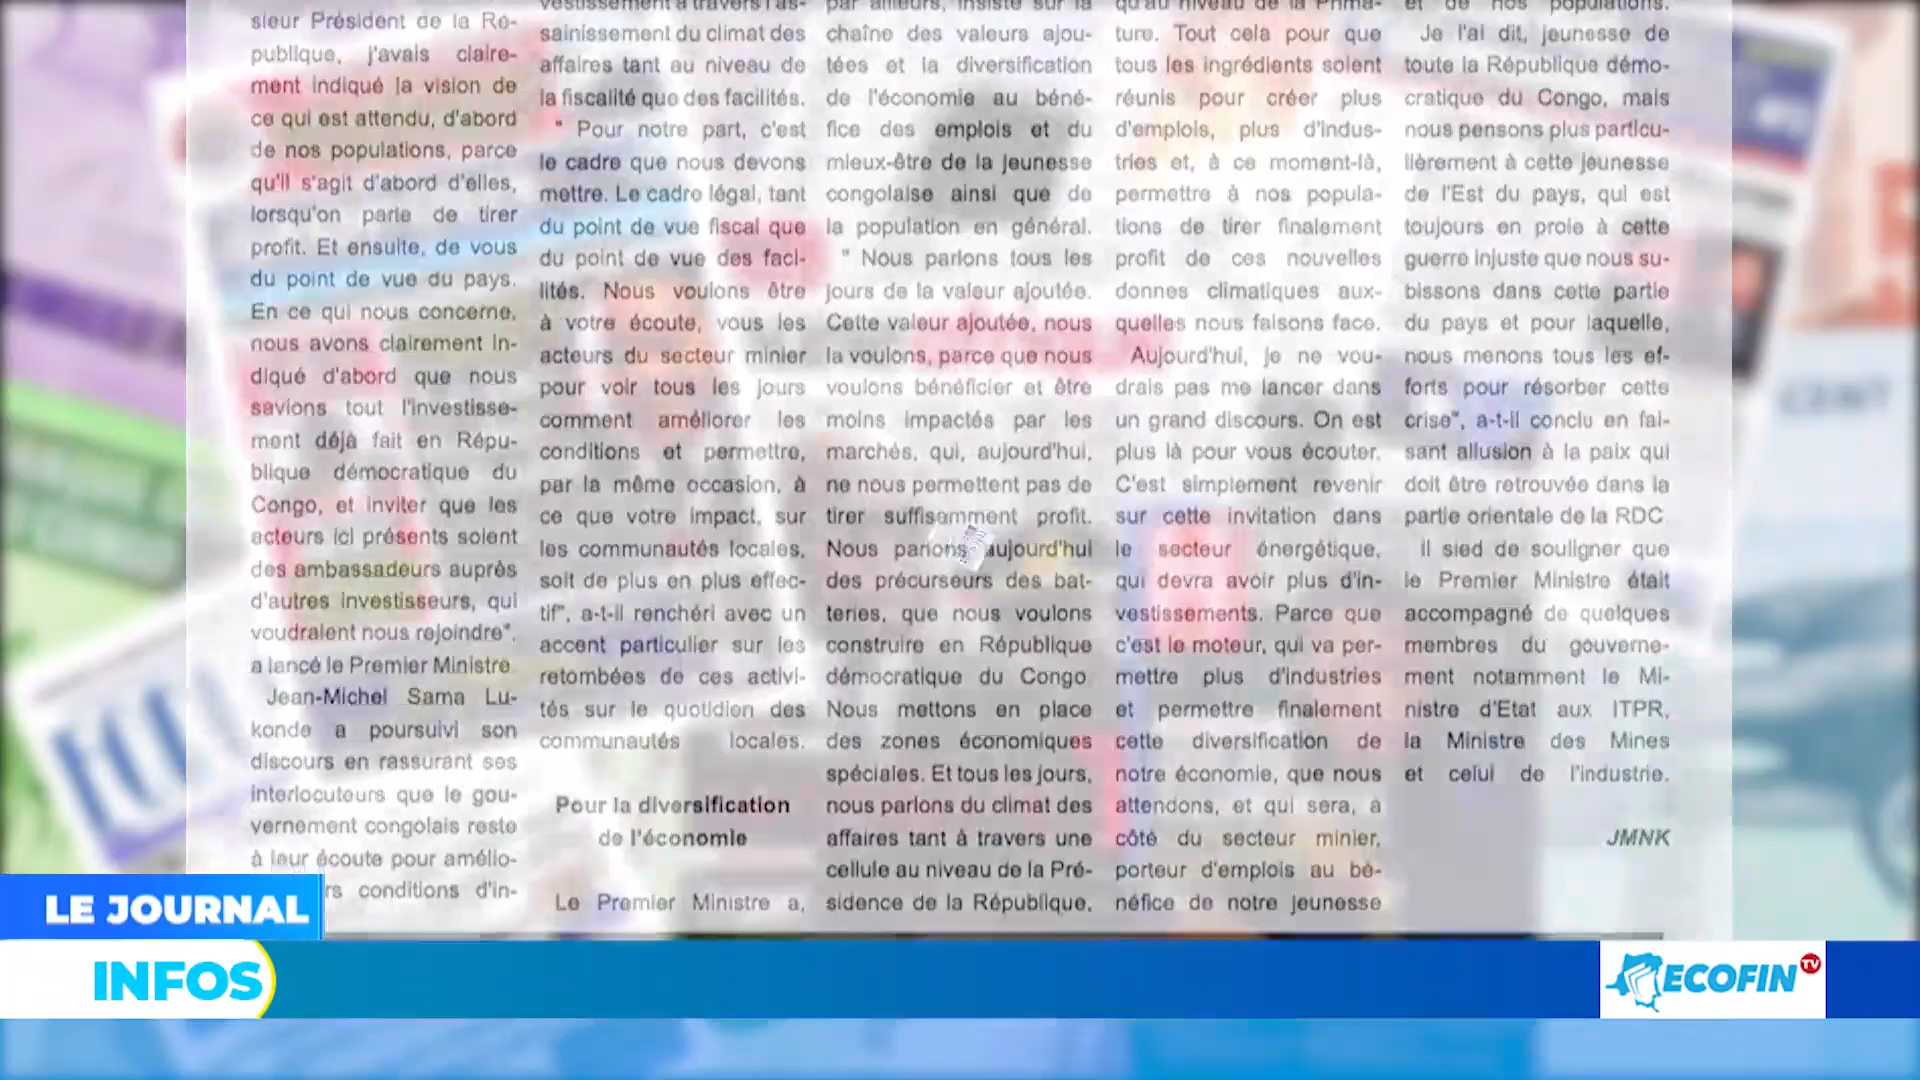 sieur Président de la Ré-
publique, j'avais claire-
ment indiqué la vision de
ce qui est attendu, d'abord
de nos populations, parce
qu'il s'agit d'abord d'elles,
lorsqu'on parle de tirer
profit. Et ensuite, de vous
du point de vue du pays.
En ce qui nous concerne,
nous avons clairement in-
diqué d'abord que nous
savions tout l'investisse-
ment déjà fait en Répu-
blique démocratique du
Congo, et inviter que les
acteurs ici présents soient
des ambassadeurs auprès
d'autres investisseurs, qui
voudraient nous rejoindre",
a lancé le Premier Ministre.
Jean-Michel Sama Lu-
konde a poursuivi son
discours en rassurant ses
interlocuteurs que le gou-
vernement congolais reste
à leur écoute pour amélio-
rs conditions d'in-
vestissement à travers l'as-
sainissement du climat des
affaires tant au niveau de
la fiscalité que des facilités.
" Pour notre part, c'est
le cadre que nous devons
mettre. Le cadre légal, tant
du point de vue fiscal que
du point de vue des faci-
lités. Nous voulons être
à votre écoute, vous les
acteurs du secteur minier
pour voir tous les jours
comment améliorer les
conditions et permettre,
par la même occasion, à
ce que votre impact, sur
les communautés locales,
soit de plus en plus effec-
tif", a-t-il renchéri avec un
accent particulier sur les
retombées de ces activi-
tés sur le quotidien des
communautés locales.
Pour la diversification
de l'économie
Le Premier Ministre a,
par ailleurs, insisté sur la
chaîne des valeurs ajou-
tées et la diversification
de l'économie au béné-
fice des emplois et du
mieux-être de la jeunesse
congolaise ainsi que de
la population en général.
" Nous parlons tous les
jours de la valeur ajoutée.
Cette valeur ajoutée, nous
la voulons, parce que nous
voulons bénéficier et être
moins impactés par les
marchés, qui, aujourd'hui,
ne nous permettent pas de
tirer suffisamment profit.
Nous parlons aujourd'hui
des précurseurs des bat-
teries, que nous voulons
construire en République
démocratique du Congo.
Nous mettons en place
des zones économiques
spéciales. Et tous les jours,
nous parlons du climat des
affaires tant à travers une
cellule au niveau de la Pré-
sidence de la République,
qu'au niveau de la Prima-
ture. Tout cela pour que
tous les ingrédients soient
réunis pour créer plus
d'emplois, plus d'indus-
tries et, à ce moment-là,
permettre à nos popula-
tions de tirer finalement
profit de ces nouvelles
donnes climatiques aux-
quelles nous faisons face.
Aujourd'hui, je ne vou-
drais pas me lancer dans
un grand discours. On est
plus là pour vous écouter.
C'est simplement revenir
sur cette invitation dans
le secteur énergétique,
qui devra avoir plus d'in-
vestissements. Parce que
c'est le moteur, qui va per-
mettre plus d'industries
et permettre finalement
cette diversification de
notre économie, que nous
attendons, et qui sera, à
côté du secteur minier,
porteur d'emplois au bé-
néfice de notre jeunesse
et de nos populations.
Je l'ai dit, jeunesse de
toute la République démo-
cratique du Congo, mais
nous pensons plus particu-
lièrement à cette jeunesse
de l'Est du pays, qui est
toujours en proie à cette
guerre injuste que nous su-
bissons dans cette partie
du pays et pour laquelle,
nous menons tous les ef-
forts pour résorber cette
crise", a-t-il conclu en fai-
sant allusion à la paix qui
doit être retrouvée dans la
partie orientale de la RDC.
Il sied de souligner que
le Premier Ministre était
accompagné de quelques
membres du gouverne-
ment notamment le Mi-
nistre d'Etat aux ITPR,
la Ministre des Mines
et celui de l'industrie.
JMNK
LE JOURNAL
INFOS
ECOFIN TV